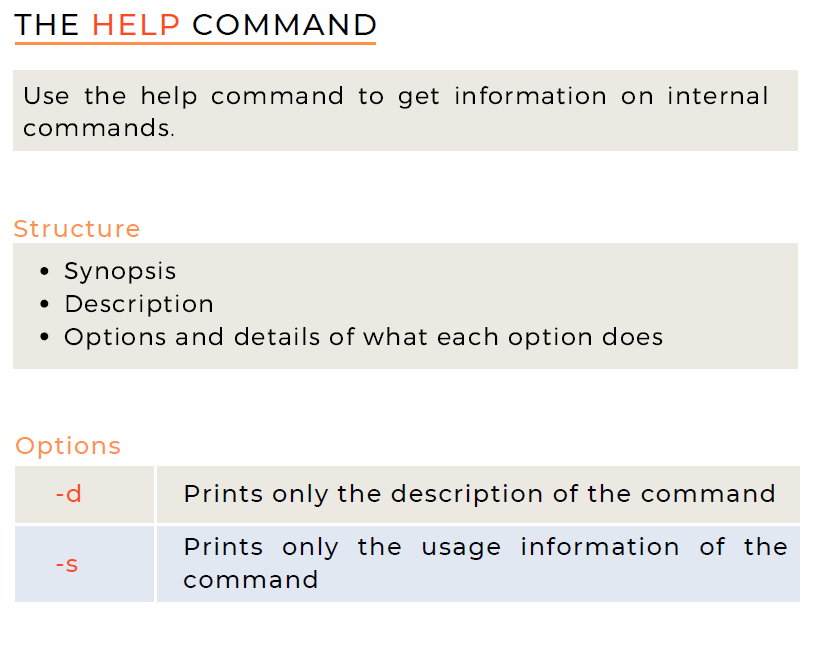 THE HELP COMMAND
Use the help command to get information on internal
commands.
Structure
• Synopsis
• Description
• Options and details of what each option does
Options
-d Prints only the description of the command
-s Prints only the usage information of the
command